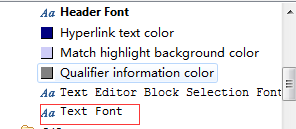 Aa Header Font
Hyperlink text color
Match highlight background color
Qualifier information color
Aa Text Editor Block Selection Font
Aa Text Font